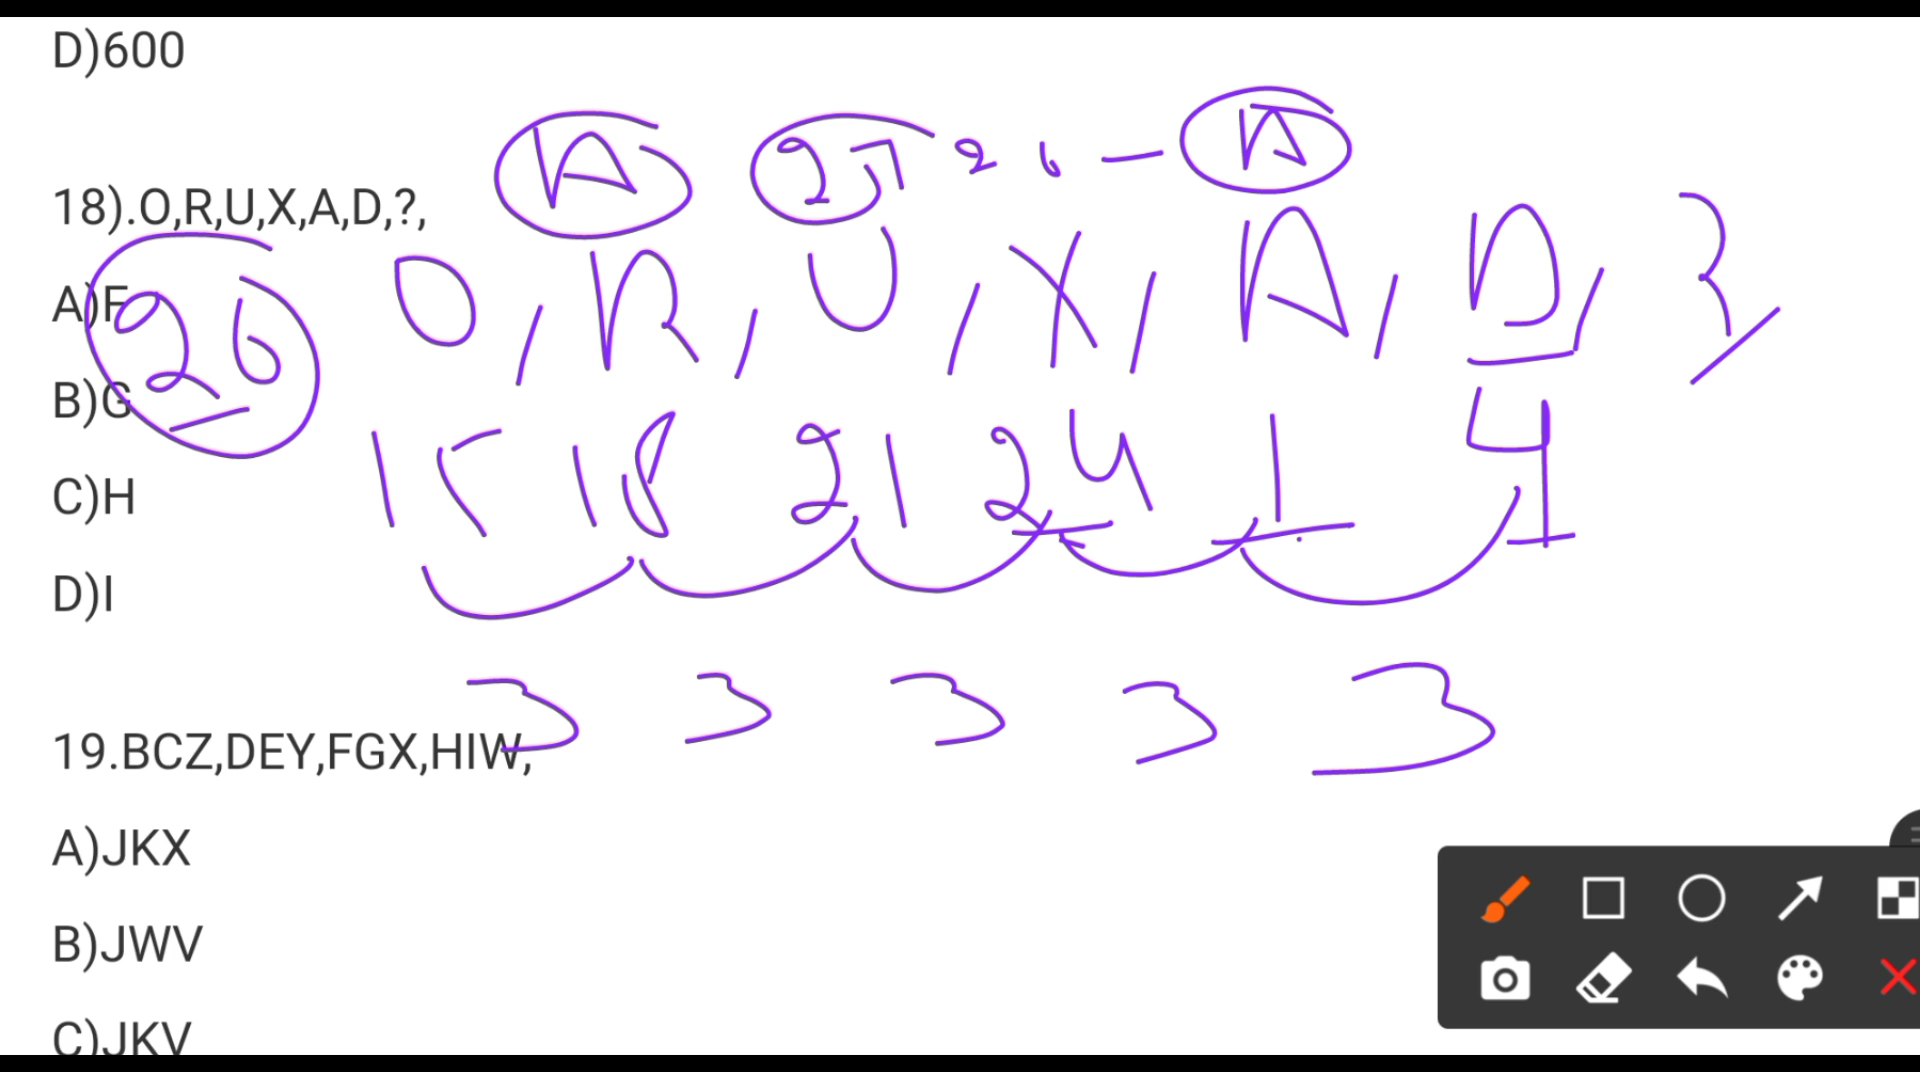 D)600
A 25 26 - A
18).O,R,U,X,A,D,?,
O, R, U, X, A, D, ?
A)F
26
B)G
15 18 21 24 1 4
C)H
D)I
3 3 3 3 3
19.BCZ,DEY,FGX,HIW,
A)JKX
B)JWV
C)JKV